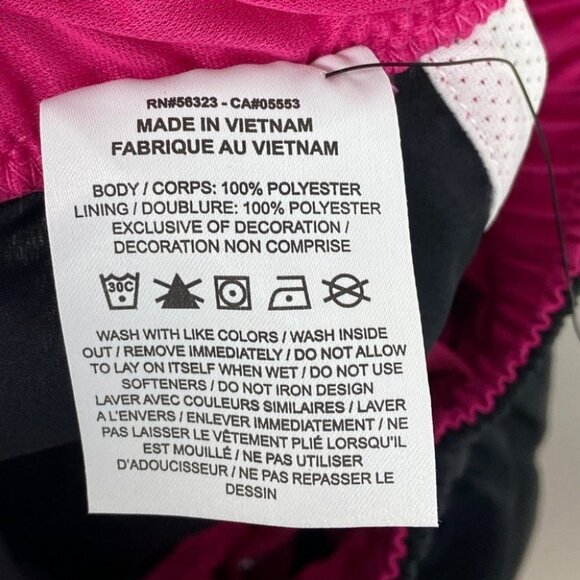 RN#56323 - CA#05553
MADE IN VIETNAM
FABRIQUE AU VIETNAM
BODY / CORPS: 100% POLYESTER
LINING / DOUBLURE: 100% POLYESTER
EXCLUSIVE OF DECORATION /
DECORATION NON COMPRISE
30C
WASH WITH LIKE COLORS / WASH INSIDE
OUT / REMOVE IMMEDIATELY / DO NOT ALLOW
TO LAY ON ITSELF WHEN WET / DO NOT USE
SOFTENERS / DO NOT IRON DESIGN
LAVER AVEC COULEURS SIMILAIRES / LAVER
A L'ENVERS / ENLEVER IMMEDIATEMENT / NE
PAS LAISSER LE VÊTEMENT PLIÉ LORSQU'IL
EST MOUILLÉ / NE PAS UTILISER
D'ADOUCISSEUR / NE PAS REPASSER LE
DESSIN